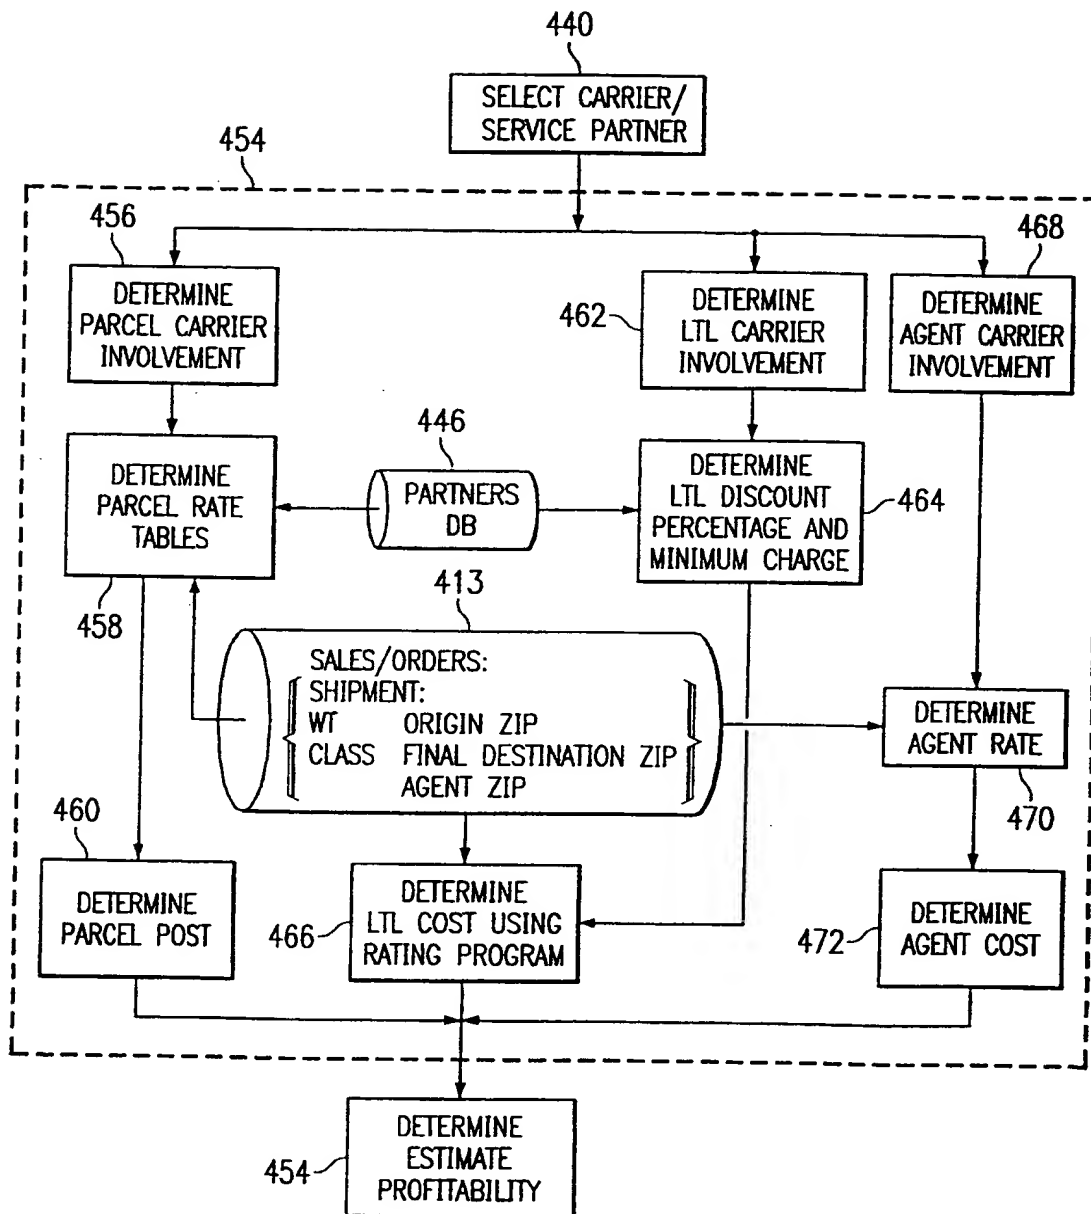 440
SELECT CARRIER/
SERVICE PARTNER
454
456
DETERMINE
PARCEL CARRIER
INVOLVEMENT
462
DETERMINE
LTL CARRIER
INVOLVEMENT
468
DETERMINE
AGENT CARRIER
INVOLVEMENT
DETERMINE
PARCEL RATE
TABLES
458
446
PARTNERS
DB
DETERMINE
LTL DISCOUNT
PERCENTAGE AND
MINIMUM CHARGE
464
413
SALES/ORDERS:
SHIPMENT:
WT ORIGIN ZIP
CLASS FINAL DESTINATION ZIP
AGENT ZIP
DETERMINE
AGENT RATE
470
460
DETERMINE
PARCEL POST
466
DETERMINE
LTL COST USING
RATING PROGRAM
472
DETERMINE
AGENT COST
454
DETERMINE
ESTIMATE
PROFITABILITY